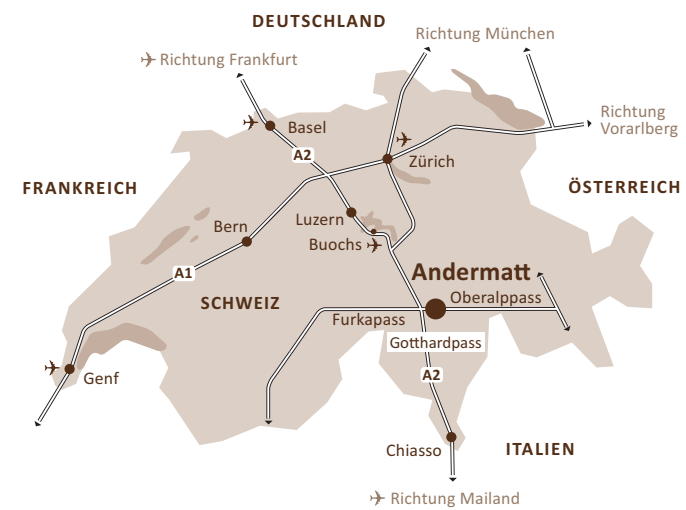 DEUTSCHLAND
Richtung München
Richtung Frankfurt
Richtung
Vorarlberg
Basel
A2
Zürich
FRANKREICH
ÖSTERREICH
Luzern
Bern
Buochs
A1
Andermatt
SCHWEIZ
Oberalppass
Furkapass
Gotthardpass
A2
Genf
Chiasso
ITALIEN
Richtung Mailand